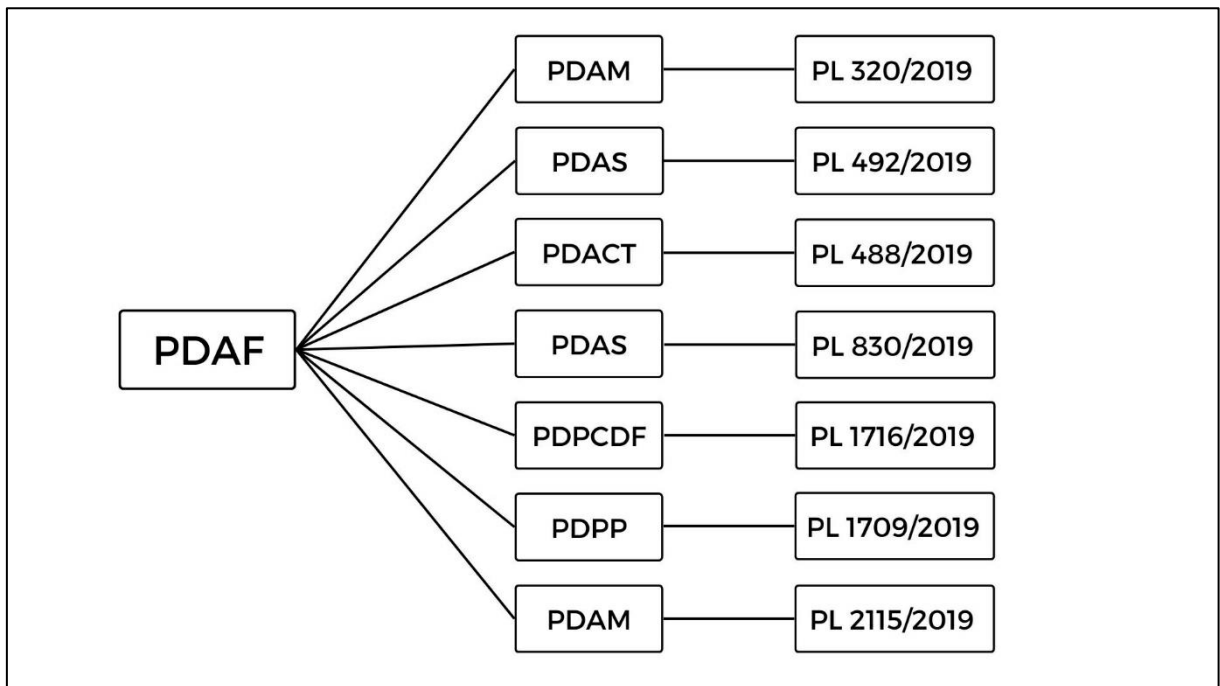 PDAM PL 320/2019
PDAS PL 492/2019
PDACT PL 488/2019
PDAF
PDAS PL 830/2019
PDPCDF PL 1716/2019
PDPP PL 1709/2019
PDAM PL 2115/2019